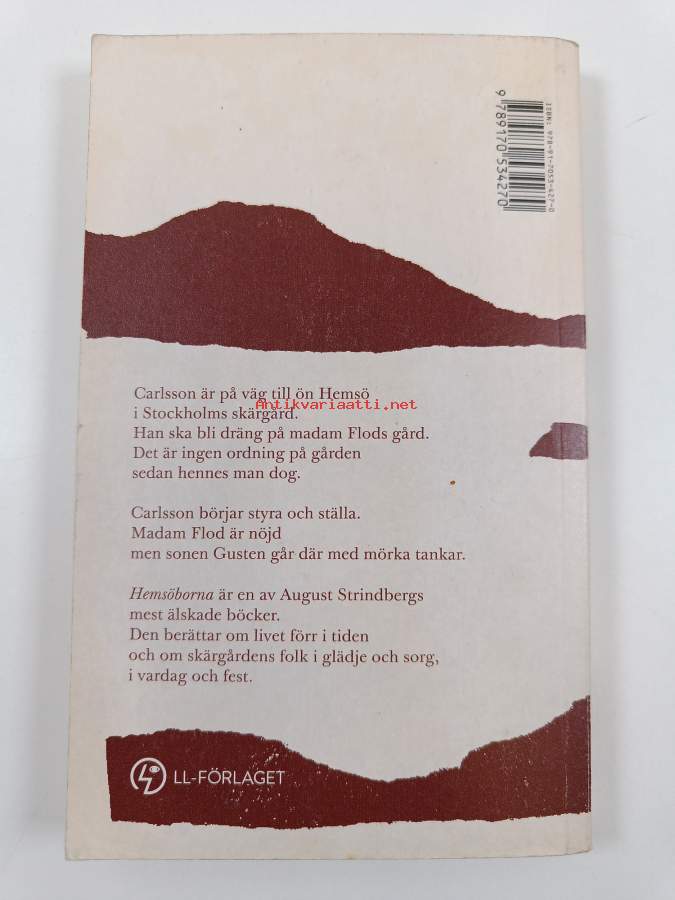 ISBN: 978-91-7053-427-0
9 789170 534270
Carlsson är på väg till ön Hemsö
i Stockholms skärgård.
Antikvariaatti.net
Han ska bli dräng på madam Flods gård.
Det är ingen ordning på gården
sedan hennes man dog.
Carlsson börjar styra och ställa.
Madam Flod är nöjd
men sonen Gusten går där med mörka tankar.
Hemsöborna är en av August Strindbergs
mest älskade böcker.
Den berättar om livet förr i tiden
och om skärgårdens folk i glädje och sorg,
i vardag och fest.
LL-FÖRLAGET